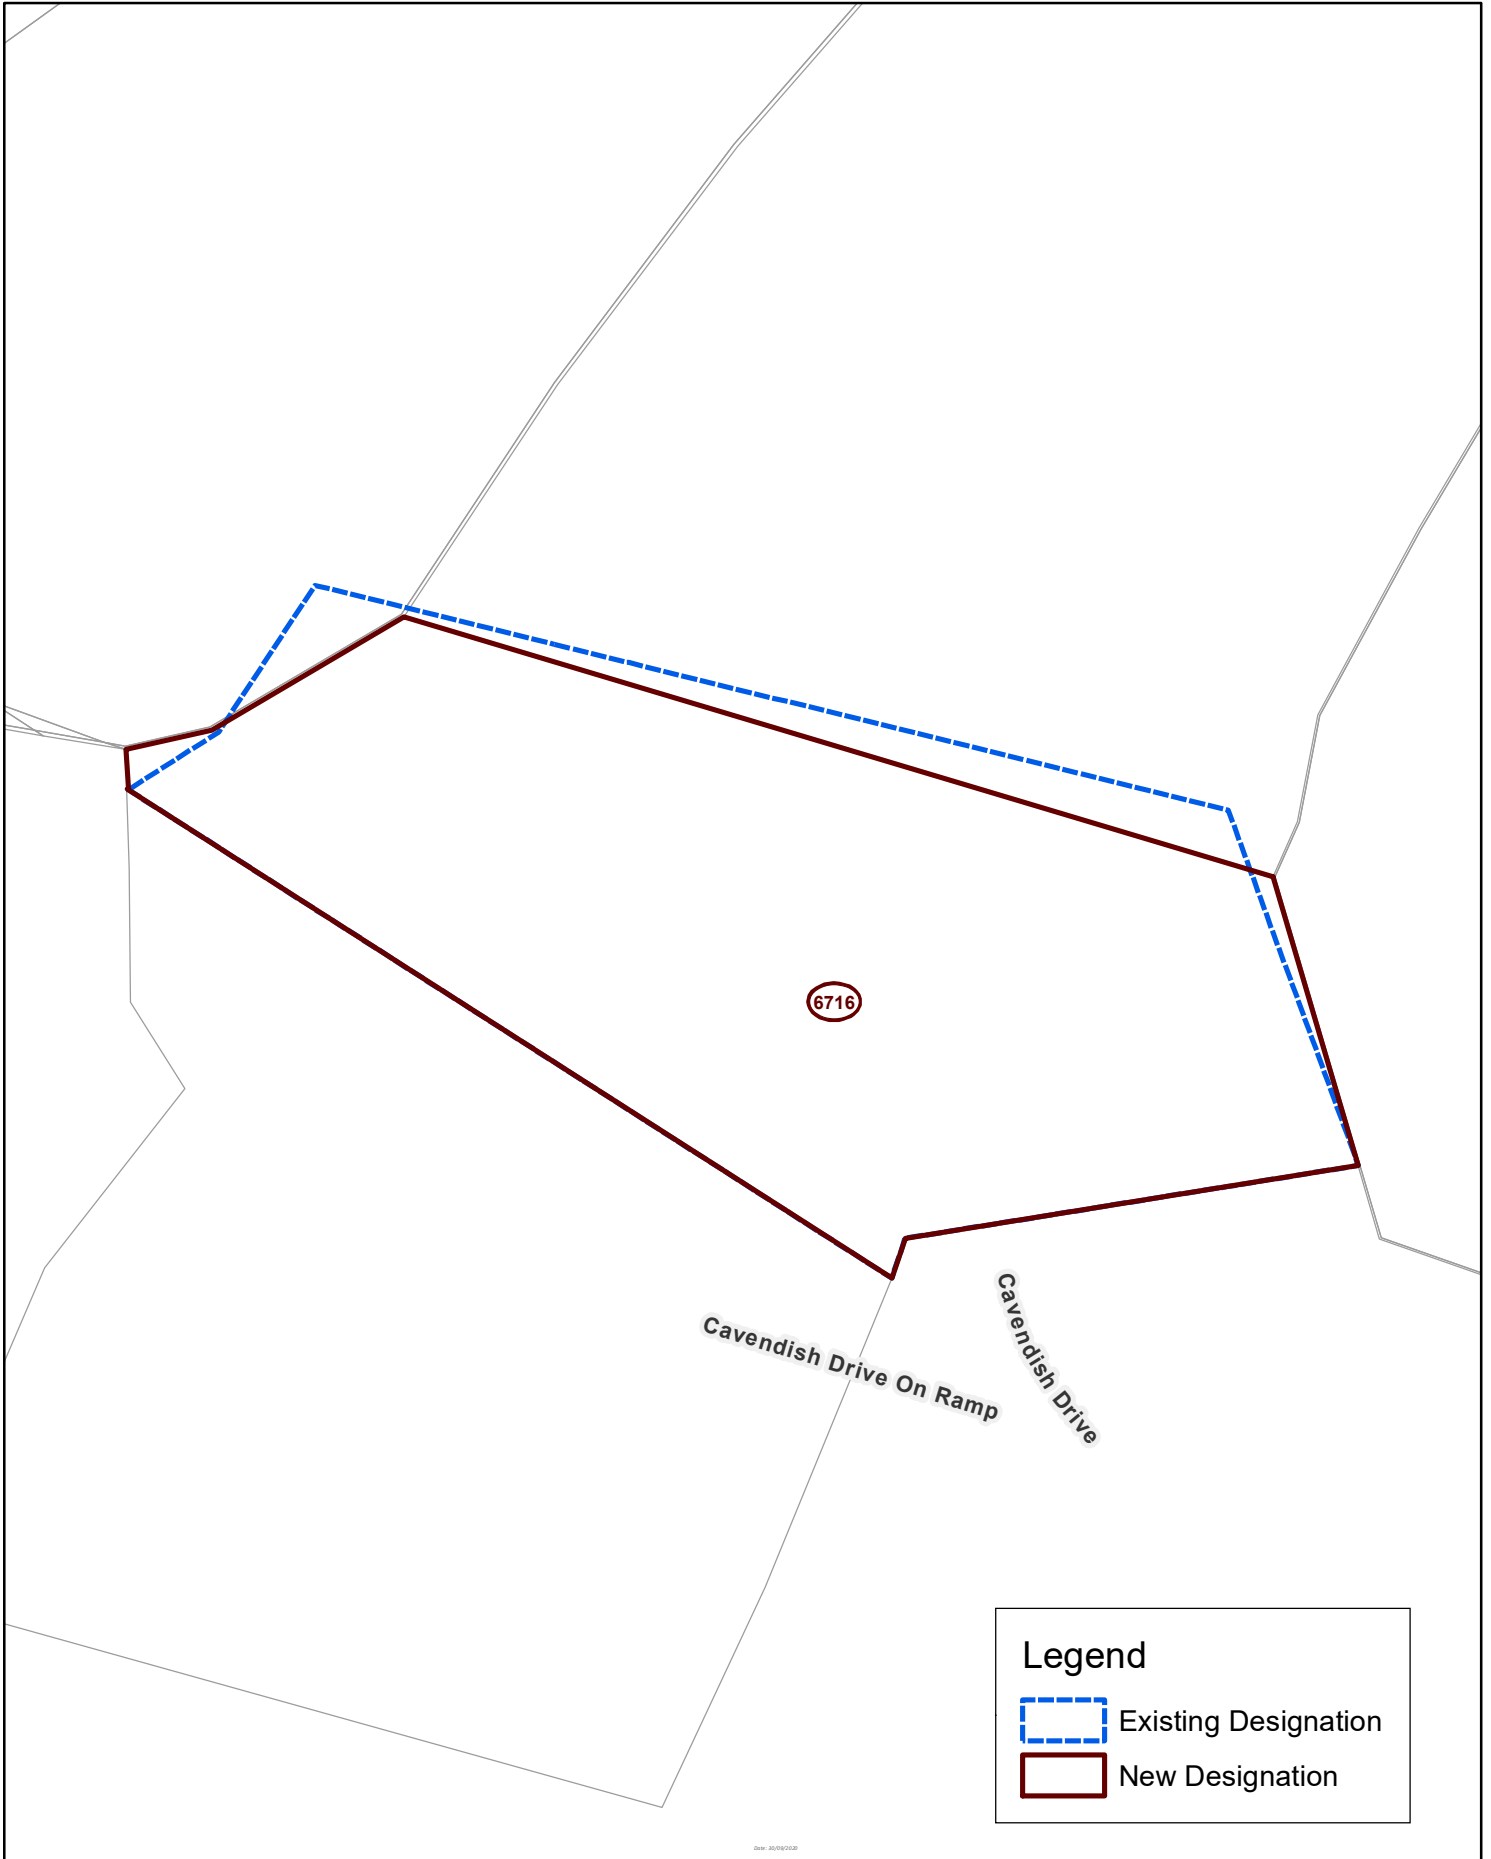 6716
Cavendish Drive On Ramp
Cavendish Drive
Legend
Existing Designation
New Designation